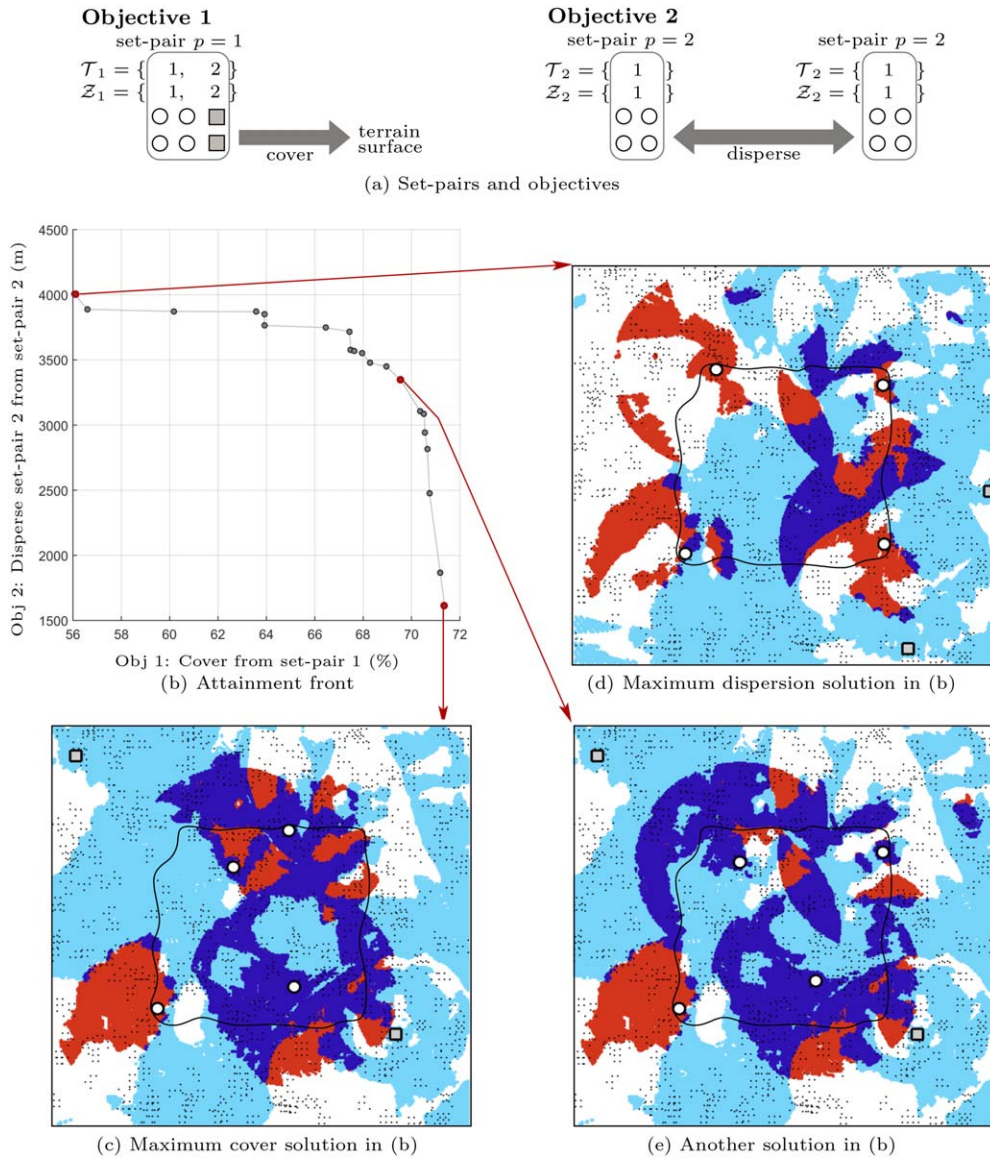 Objective 1
set-pair p = 1
𝒯₁ = { 1, 2 }
𝒵₁ = { 1, 2 }
cover
terrain
surface
Objective 2
set-pair p = 2
𝒯₂ = { 1 }
𝒵₂ = { 1 }
disperse
set-pair p = 2
𝒯₂ = { 1 }
𝒵₂ = { 1 }
(a) Set-pairs and objectives
Obj 2: Disperse set-pair 2 from set-pair 2 (m)
4500
4000
3500
3000
2500
2000
1500
56 58 60 62 64 66 68 70 72
Obj 1: Cover from set-pair 1 (%)
(b) Attainment front
(d) Maximum dispersion solution in (b)
(c) Maximum cover solution in (b)
(e) Another solution in (b)